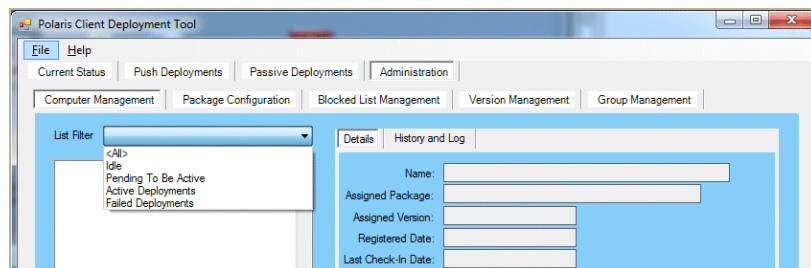 Polaris Client Deployment Tool
File Help
Current Status Push Deployments Passive Deployments Administration
Computer Management Package Configuration Blocked List Management Version Management Group Management
List Filter
<All>
Idle
Pending To Be Active
Active Deployments
Failed Deployments
Details History and Log
Name:
Assigned Package:
Assigned Version:
Registered Date:
Last Check-In Date: